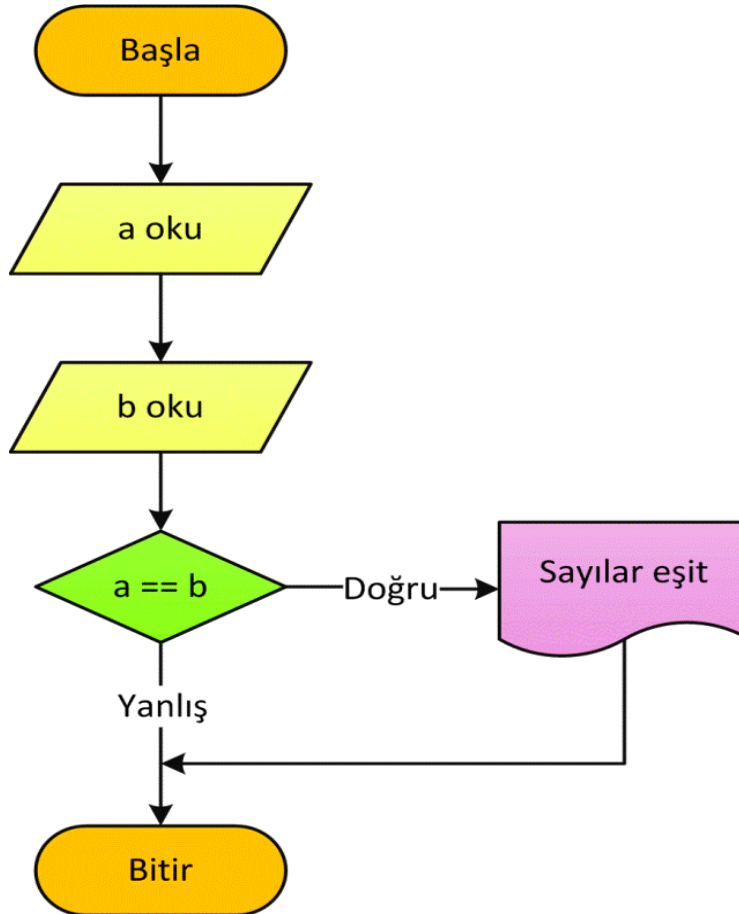 Başla
a oku
b oku
a == b
Doğru
Sayılar eşit
Yanlış
Bitir